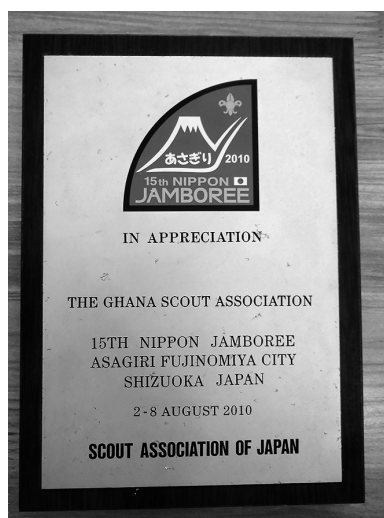 あさぎり 2010
15th NIPPON
JAMBOREE
IN APPRECIATION
THE GHANA SCOUT ASSOCIATION
15TH NIPPON JAMBOREE
ASAGIRI FUJINOMIYA CITY
SHIZUOKA JAPAN
2-8 AUGUST 2010
SCOUT ASSOCIATION OF JAPAN